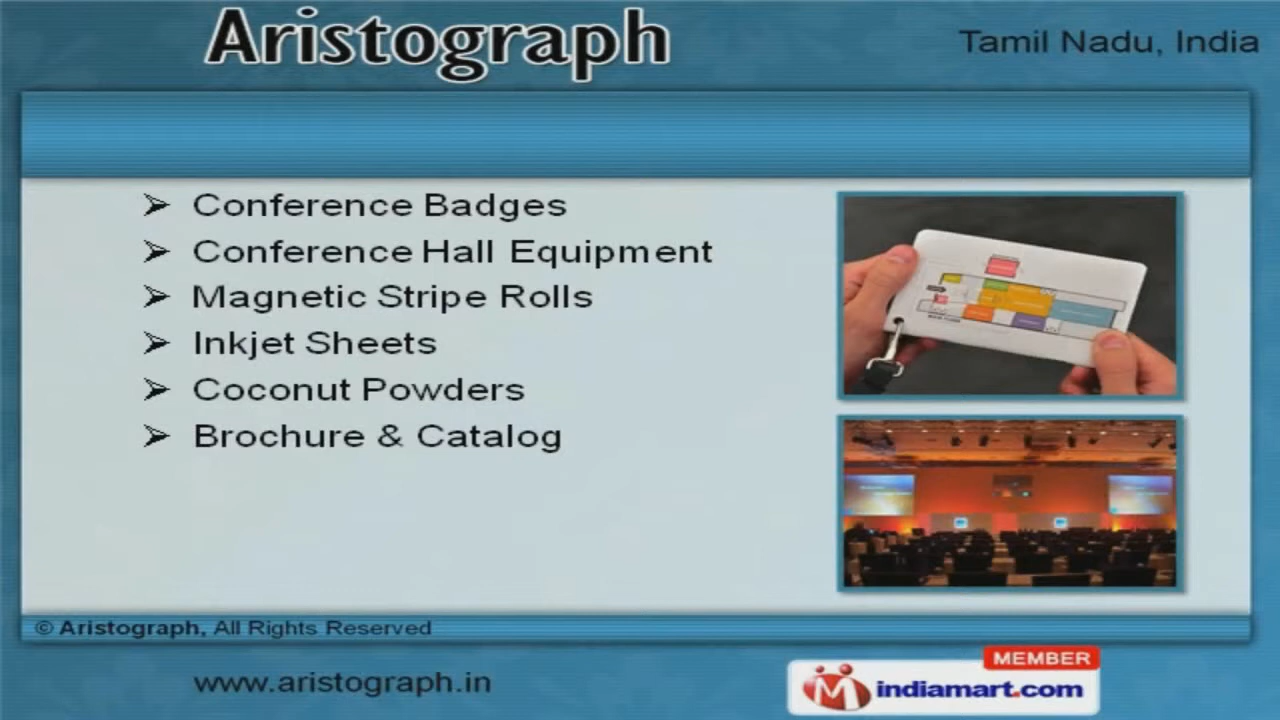 Aristograph
Tamil Nadu, India
➢ Conference Badges
➢ Conference Hall Equipment
➢ Magnetic Stripe Rolls
➢ Inkjet Sheets
➢ Coconut Powders
➢ Brochure & Catalog
© Aristograph, All Rights Reserved
www.aristograph.in
MEMBER
indiamart.com